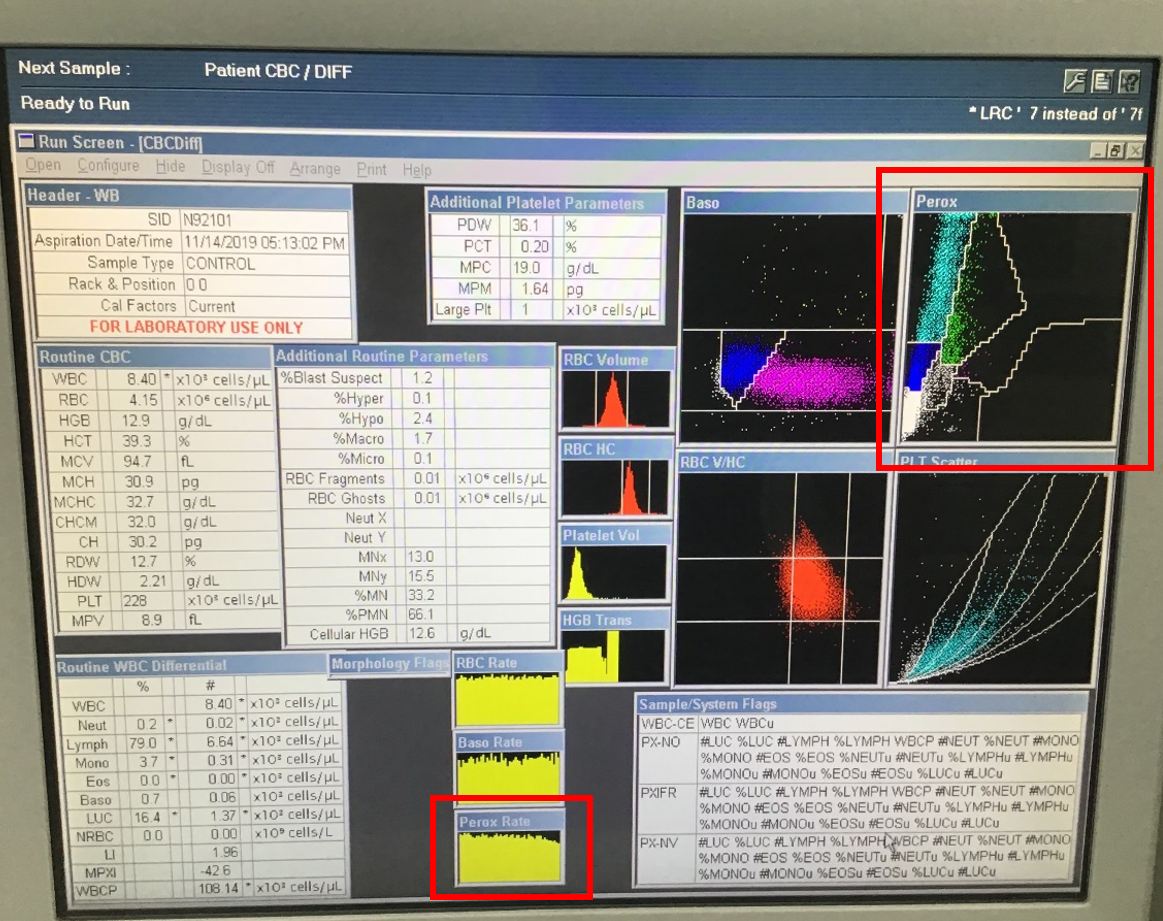 Next Sample : Patient CBC / DIFF
Ready to Run
* LRC ' 7 instead of ' 7f
Run Screen - [CBCDiff]
Open Configure Hide Display Off Arrange Print Help
Header - WB
SID N92101
Aspiration Date/Time 11/14/2019 05:13:02 PM
Sample Type CONTROL
Rack & Position 0 0
Cal Factors Current
FOR LABORATORY USE ONLY
Additional Platelet Parameters
PDW 36.1 %
PCT 0.20 %
MPC 19.0 g/dL
MPM 1.64 pg
Large Plt 1 x10³ cells/µL
Baso
Perox
Routine CBC
WBC 8.40 * x10³ cells/µL
RBC 4.15 x10⁶ cells/µL
HGB 12.9 g/dL
HCT 39.3 %
MCV 94.7 fL
MCH 30.9 pg
MCHC 32.7 g/dL
CHCM 32.0 g/dL
CH 30.2 pg
RDW 12.7 %
HDW 2.21 g/dL
PLT 228 x10³ cells/µL
MPV 8.9 fL
Additional Routine Parameters
%Blast Suspect 1.2
%Hyper 0.1
%Hypo 2.4
%Macro 1.7
%Micro 0.1
RBC Fragments 0.01 x10⁶ cells/µL
RBC Ghosts 0.01 x10⁶ cells/µL
Neut X
Neut Y
MNx 13.0
MNy 15.5
%MN 33.2
%PMN 66.1
Cellular HGB 12.6 g/dL
RBC Volume
RBC HC
Platelet Vol
HGB Trans
RBC V/HC
PLT Scatter
Routine WBC Differential
% #
WBC 8.40 * x10³ cells/µL
Neut 0.2 * 0.02 * x10³ cells/µL
Lymph 79.0 * 6.64 * x10³ cells/µL
Mono 3.7 * 0.31 * x10³ cells/µL
Eos 0.0 * 0.00 * x10³ cells/µL
Baso 0.7 0.06 x10³ cells/µL
LUC 16.4 * 1.37 * x10³ cells/µL
NRBC 0.0 0.00 x10⁹ cells/L
LI 1.96
MPXI -42.6
WBCP 108.14 * x10³ cells/µL
Morphology Flags
RBC Rate
Baso Rate
Perox Rate
Sample/System Flags
WBC-CE WBC WBCu
PX-NO #LUC %LUC #LYMPH %LYMPH WBCP #NEUT %NEUT #MONO
%MONO #EOS %EOS %NEUTu #NEUTu %LYMPHu #LYMPHu
%MONOu #MONOu %EOSu #EOSu %LUCu #LUCu
PXIFR #LUC %LUC #LYMPH %LYMPH WBCP #NEUT %NEUT #MONO
%MONO #EOS %EOS %NEUTu #NEUTu %LYMPHu #LYMPHu
%MONOu #MONOu %EOSu #EOSu %LUCu #LUCu
PX-NV #LUC %LUC #LYMPH %LYMPH WBCP #NEUT %NEUT #MONO
%MONO #EOS %EOS %NEUTu #NEUTu %LYMPHu #LYMPHu
%MONOu #MONOu %EOSu #EOSu %LUCu #LUCu